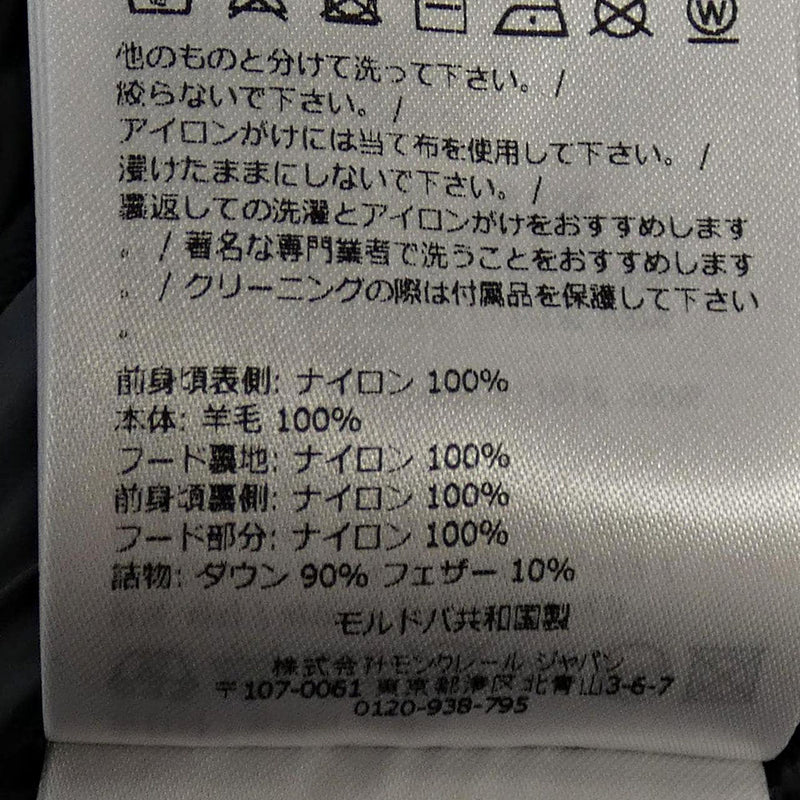 他のものと分けて洗って下さい。 /
絞らないで下さい。 /
アイロンがけには当て布を使用して下さい。 /
浸けたままにしないで下さい。 /
裏返しての洗濯とアイロンがけをおすすめします
。 / 著名な専門業者で洗うことをおすすめします
。 / クリーニングの際は付属品を保護して下さい
。
前身頃表側: ナイロン 100%
本体: 羊毛 100%
フード裏地: ナイロン 100%
前身頃裏側: ナイロン 100%
フード部分: ナイロン 100%
詰物: ダウン 90% フェザー 10%
モルドバ共和国製
株式会社モンクレール ジャパン
〒107-0061 東京都港区北青山3-6-7
0120-938-795